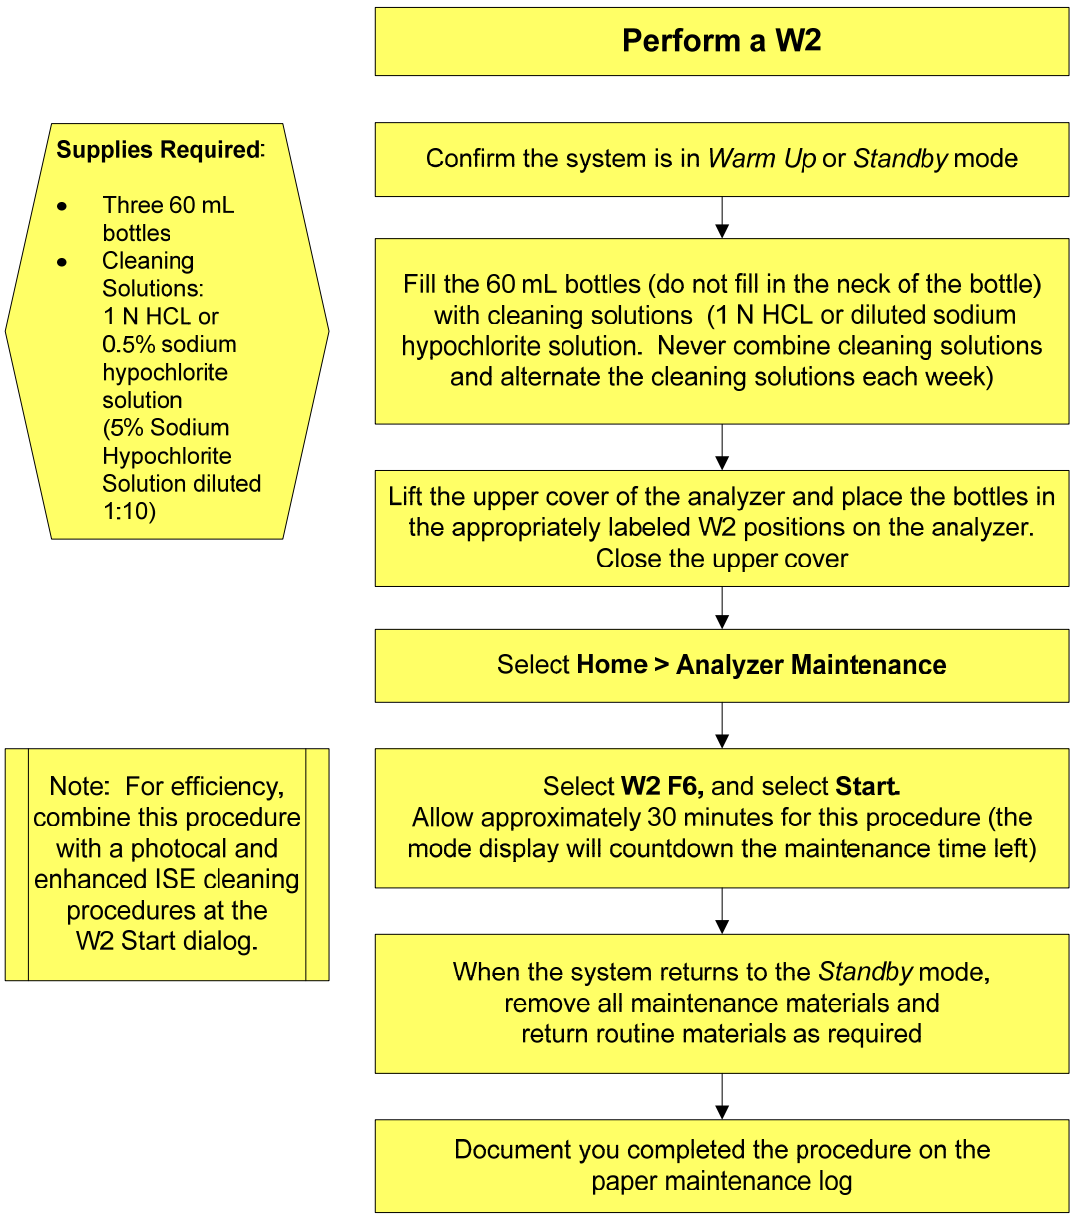 Perform a W2
Supplies Required:
• Three 60 mL
bottles
• Cleaning
Solutions:
1 N HCL or
0.5% sodium
hypochlorite
solution
(5% Sodium
Hypochlorite
Solution diluted
1:10)
Confirm the system is in Warm Up or Standby mode
Fill the 60 mL bottles (do not fill in the neck of the bottle)
with cleaning solutions (1 N HCL or diluted sodium
hypochlorite solution. Never combine cleaning solutions
and alternate the cleaning solutions each week)
Lift the upper cover of the analyzer and place the bottles in
the appropriately labeled W2 positions on the analyzer.
Close the upper cover
Select Home > Analyzer Maintenance
Note: For efficiency,
combine this procedure
with a photocal and
enhanced ISE cleaning
procedures at the
W2 Start dialog.
Select W2 F6, and select Start.
Allow approximately 30 minutes for this procedure (the
mode display will countdown the maintenance time left)
When the system returns to the Standby mode,
remove all maintenance materials and
return routine materials as required
Document you completed the procedure on the
paper maintenance log